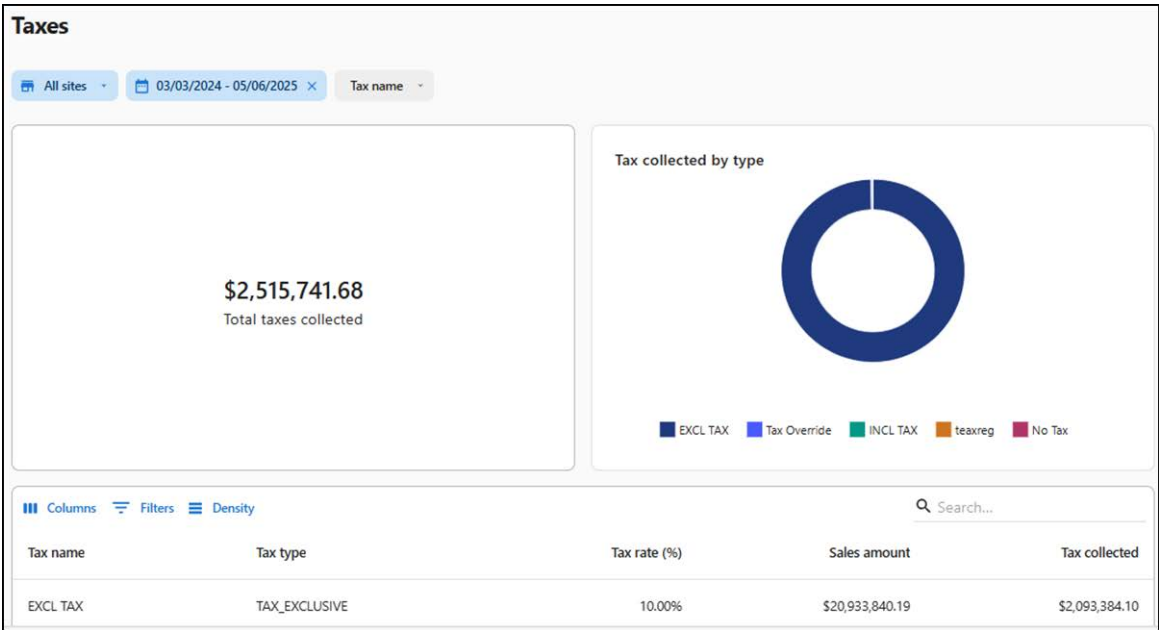 Taxes
All sites 03/03/2024 - 05/06/2025 Tax name
$2,515,741.68
Total taxes collected
Tax collected by type
EXCL TAX Tax Override INCL TAX teaxreg No Tax
Columns Filters Density Search...
Tax name Tax type Tax rate (%) Sales amount Tax collected
EXCL TAX TAX_EXCLUSIVE 10.00% $20,933,840.19 $2,093,384.10